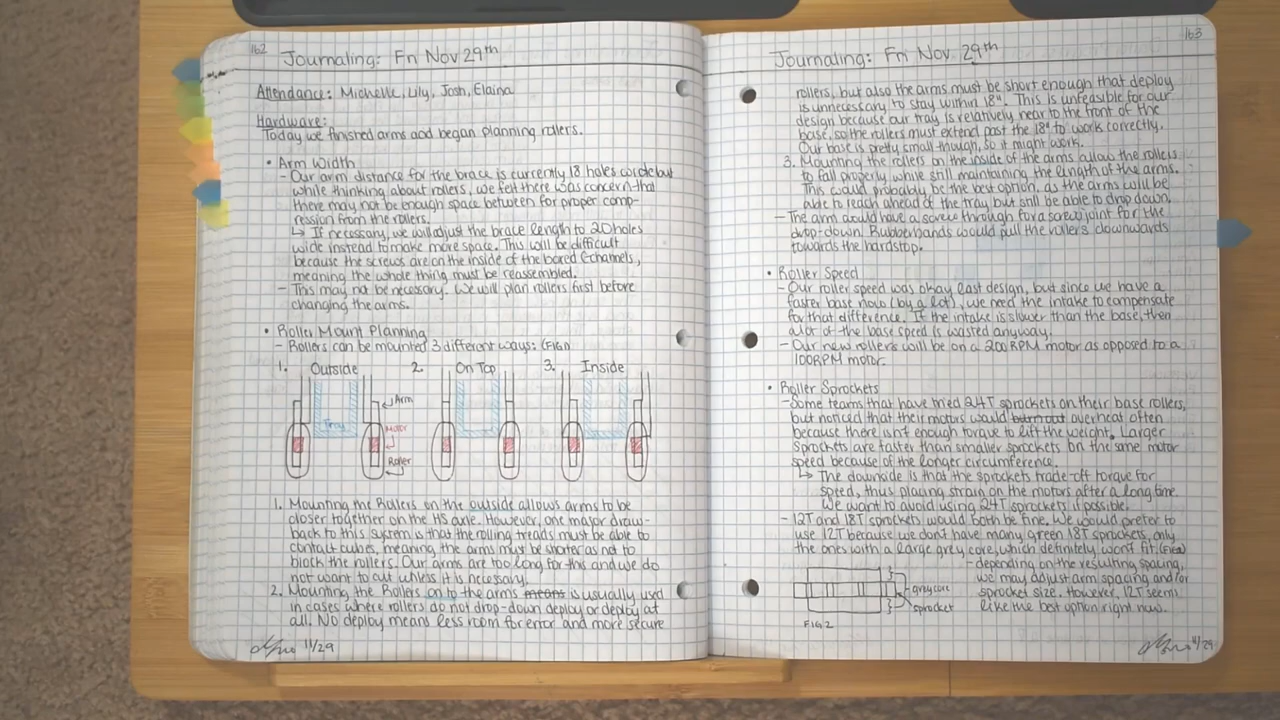 162
Journaling: Fri Nov 29th
Attendance: Michelle, Lily, Josh, Elaina
Hardware:
Today we finished arms and began planning rollers.
• Arm Width
- Our arm distance for the brace is currently 18 holes wide but
while thinking about rollers, we felt there was concern that
there may not be enough space between for proper comp-
ression from the rollers.
↳ If necessary, we will adjust the brace length to 20 holes
wide instead to make more space. This will be difficult
because the screws are on the inside of the bored C-channels,
meaning the whole thing must be reassembled.
- This may not be necessary. We will plan rollers first before
changing the arms.
• Roller Mount Planning
- Rollers can be mounted 3 different ways: (FIG 1)
1. Outside 2. On Top 3. Inside
Arm
Tray
Motor
Roller
1. Mounting the Rollers on the outside allows arms to be
closer together on the HS axle. However, one major draw-
back to this system is that the rolling treads must be able to
contact cubes, meaning the arms must be shorter as not to
block the rollers. Our arms are too long for this and we do
not want to cut unless it is necessary.
2. Mounting the Rollers onto the arms means is usually used
in cases where rollers do not drop-down deploy or deploy at
all. No deploy means less room for error and more secure
11/29
163
Journaling: Fri Nov. 29th
rollers, but also the arms must be short enough that deploy
is unnecessary to stay within 18". This is unfeasible for our
design because our tray is relatively near to the front of the
base, so the rollers must extend past the 18" to work correctly.
Our base is pretty small though, so it might work.
3. Mounting the rollers on the inside of the arms allow the rollers
to fall properly while still maintaining the length of the arms.
This would probably be the best option, as the arms will be
able to reach ahead of the tray but still be able to drop down.
- The arm would have a screw through for a screw joint for the
drop-down. Rubberbands would pull the rollers downwards
towards the hardstop.
• Roller Speed
- Our roller speed was okay last design, but since we have a
faster base now (by a lot), we need the intake to compensate
for that difference. If the intake is slower than the base, then
a lot of the base speed is wasted anyway.
- Our new rollers will be on a 200RPM motor as opposed to a
100RPM motor.
• Roller Sprockets
- Some teams that have tried 24T sprockets on their base rollers,
but noticed that their motors would burn out overheat often
because there isn't enough torque to lift the weight. Larger
sprockets are faster than smaller sprockets on the same motor
speed because of the longer circumference.
↳ The downside is that the sprockets trade-off torque for
speed, thus placing strain on the motors after a long time.
We want to avoid using 24T sprockets if possible.
- 12T and 18T sprockets would both be fine. We would prefer to
use 12T because we don't have many green 18T sprockets, only
the ones with a large grey core, which definitely won't fit. (FIG 2)
- depending on the resulting spacing,
we may adjust arm spacing and/or
sprocket size. However, 12T seems
like the best option right now.
grey core
sprocket
FIG 2
11/29